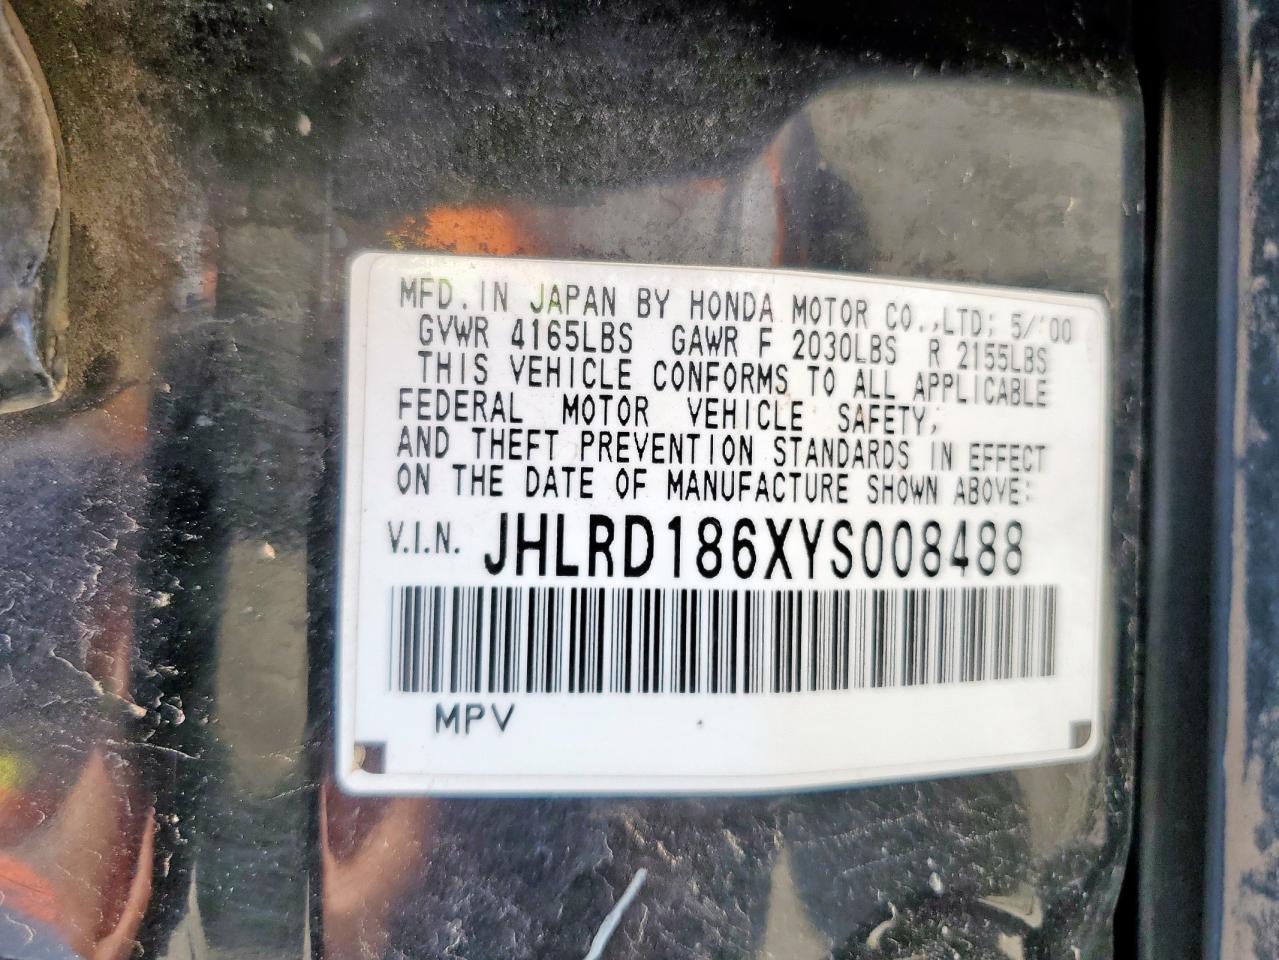 MFD. IN JAPAN BY HONDA MOTOR CO.,LTD; 5/'00
GVWR 4165LBS GAWR F 2030LBS R 2155LBS
THIS VEHICLE CONFORMS TO ALL APPLICABLE
FEDERAL MOTOR VEHICLE SAFETY,
AND THEFT PREVENTION STANDARDS IN EFFECT
ON THE DATE OF MANUFACTURE SHOWN ABOVE:
V.I.N. JHLRD186XYS008488
MPV